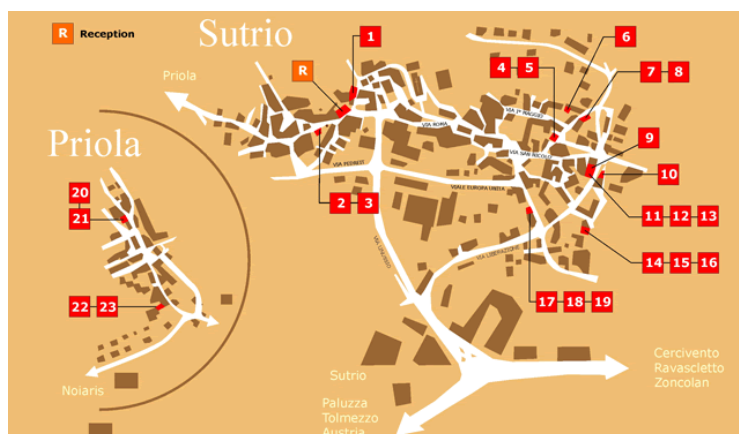 R Reception
Sutrio
1
6
R
4 5
7 8
Priola
VIA 1° MAGGIO
VIA ROMA
Priola
VIA SAN NICOLO'
9
VIA PEDRETI
10
20
VIALE EUROPA UNITA
21
2 3
11 12 13
VIA LIBERAZIONE
14 15 16
22 23
17 18 19
Cercivento
Ravascletto
Zoncolan
Noiaris
Sutrio
Paluzza
Tolmezzo
Austria